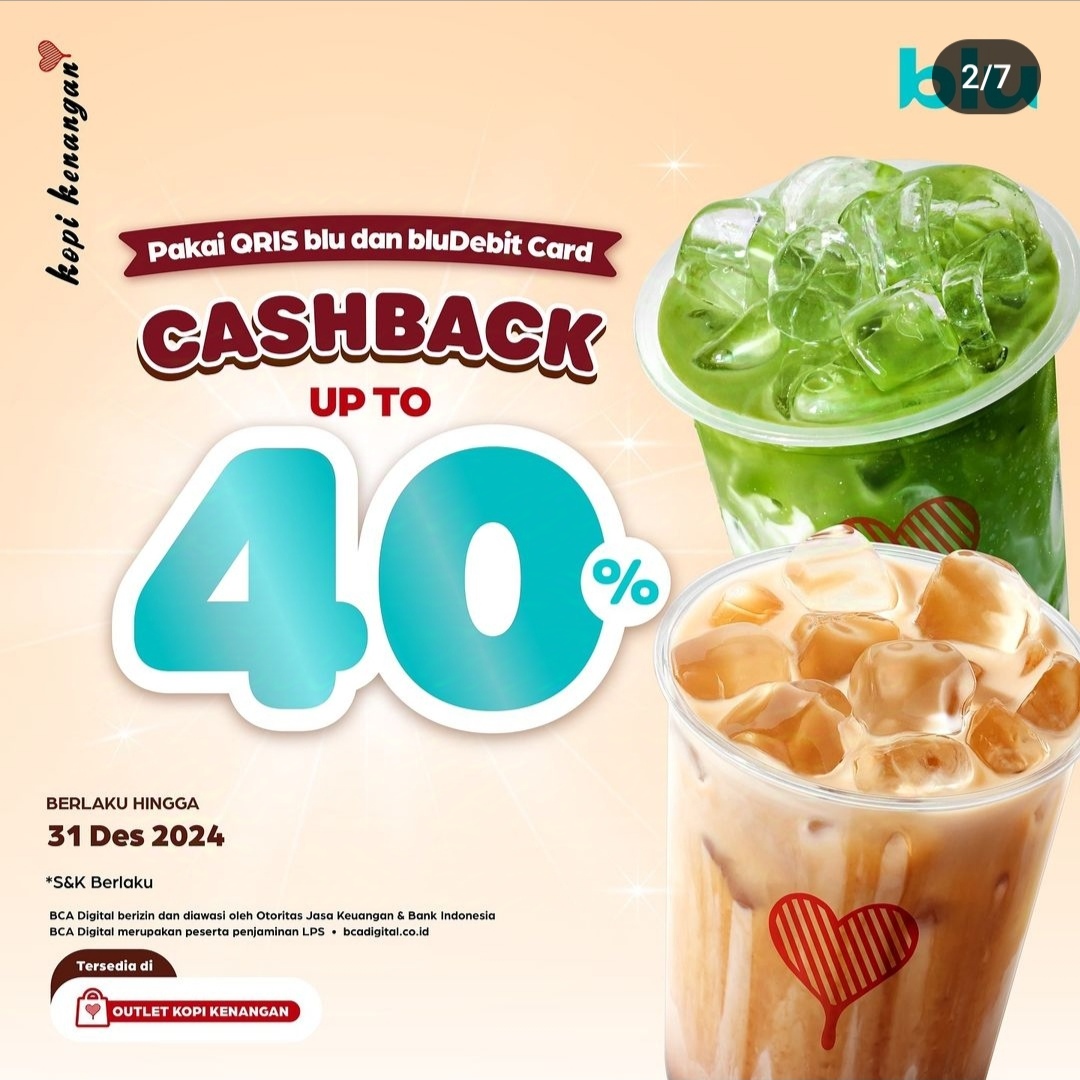 kopi kenangan
blu
2/7
Pakai QRIS blu dan bluDebit Card
CASHBACK
UP TO
40%
BERLAKU HINGGA
31 Des 2024
*S&K Berlaku
BCA Digital berizin dan diawasi oleh Otoritas Jasa Keuangan & Bank Indonesia
BCA Digital merupakan peserta penjaminan LPS • bcadigital.co.id
Tersedia di
OUTLET KOPI KENANGAN